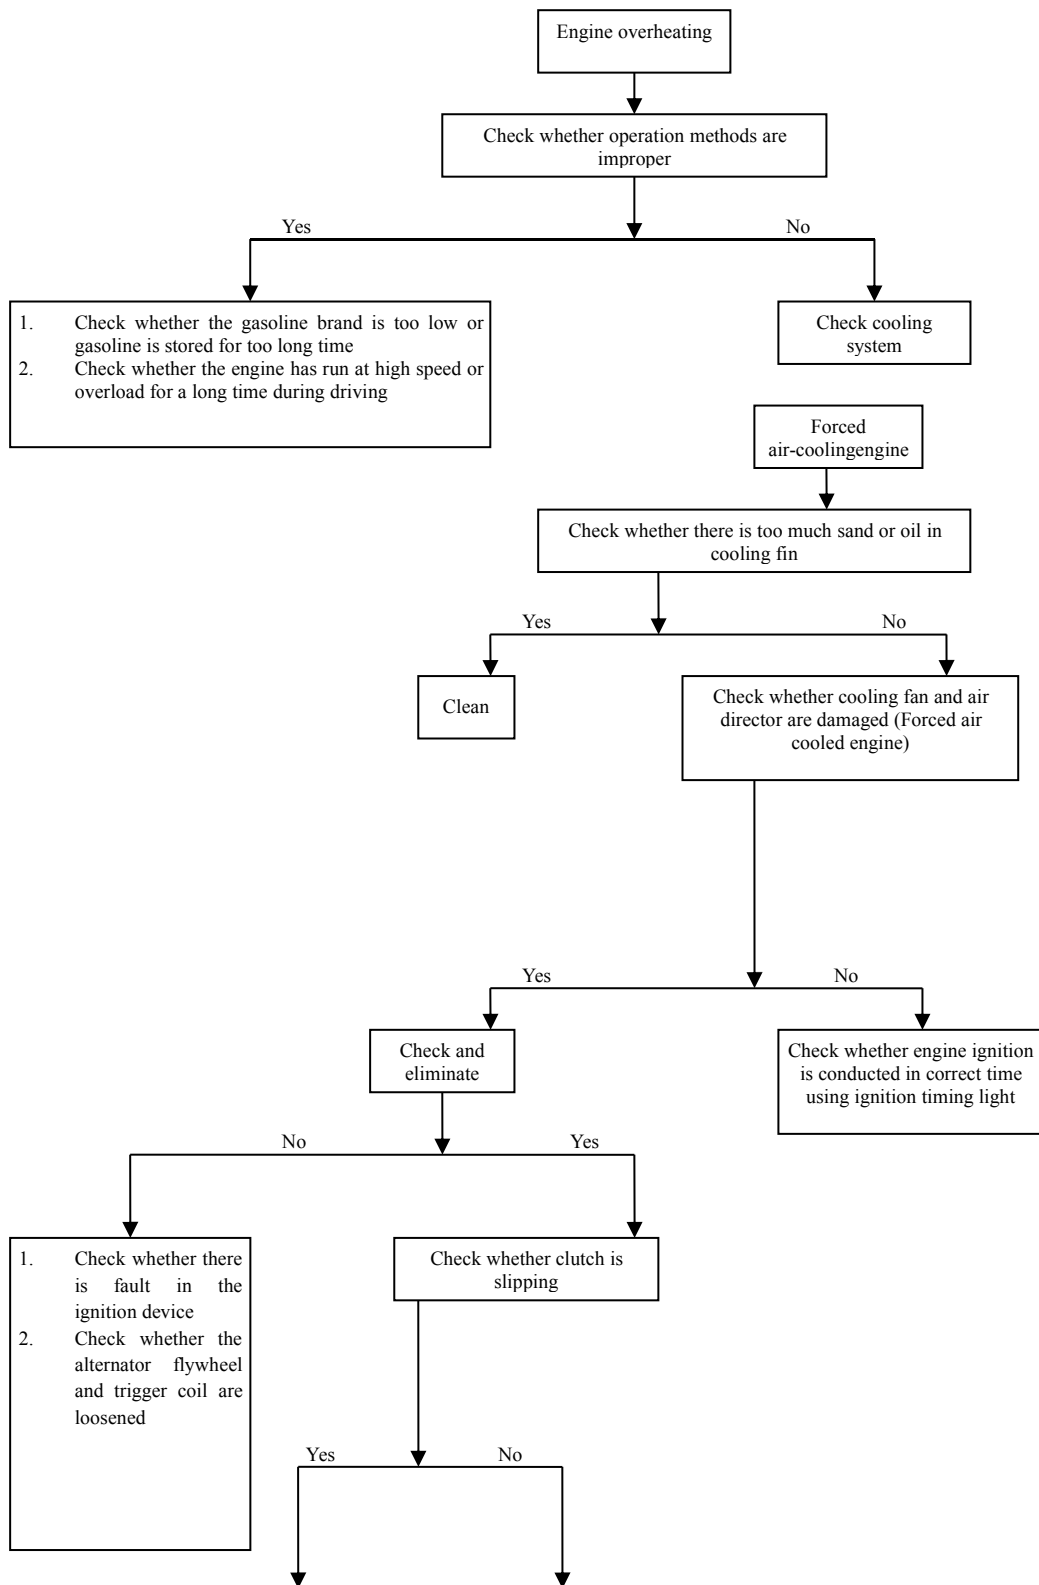 Engine overheating
Check whether operation methods are
improper
Yes
No
1. Check whether the gasoline brand is too low or
gasoline is stored for too long time
2. Check whether the engine has run at high speed or
overload for a long time during driving
Check cooling
system
Forced
air-coolingengine
Check whether there is too much sand or oil in
cooling fin
Yes
No
Clean
Check whether cooling fan and air
director are damaged (Forced air
cooled engine)
Yes
No
Check and
eliminate
Check whether engine ignition
is conducted in correct time
using ignition timing light
No
Yes
1. Check whether there
is fault in the
ignition device
2. Check whether the
alternator flywheel
and trigger coil are
loosened
Check whether clutch is
slipping
Yes
No